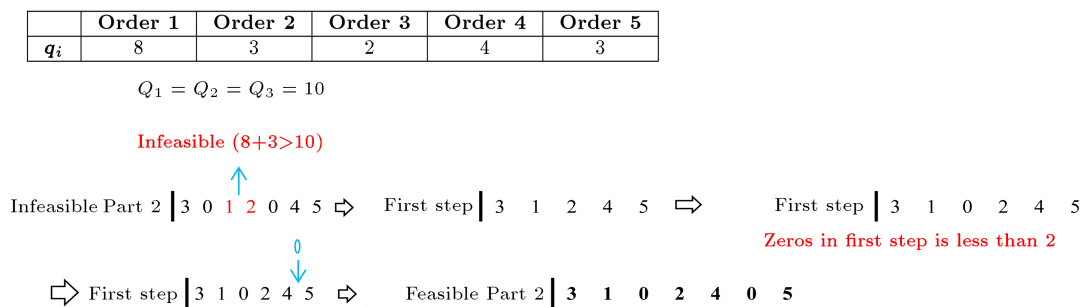 Order 1 Order 2 Order 3 Order 4 Order 5
q_i 8 3 2 4 3
Q_1 = Q_2 = Q_3 = 10
Infeasible (8+3>10)
Infeasible Part 2 3 0 1 2 0 4 5 First step 3 1 2 4 5 First step 3 1 0 2 4 5
Zeros in first step is less than 2
0
First step 3 1 0 2 4 5 Feasible Part 2 3 1 0 2 4 0 5